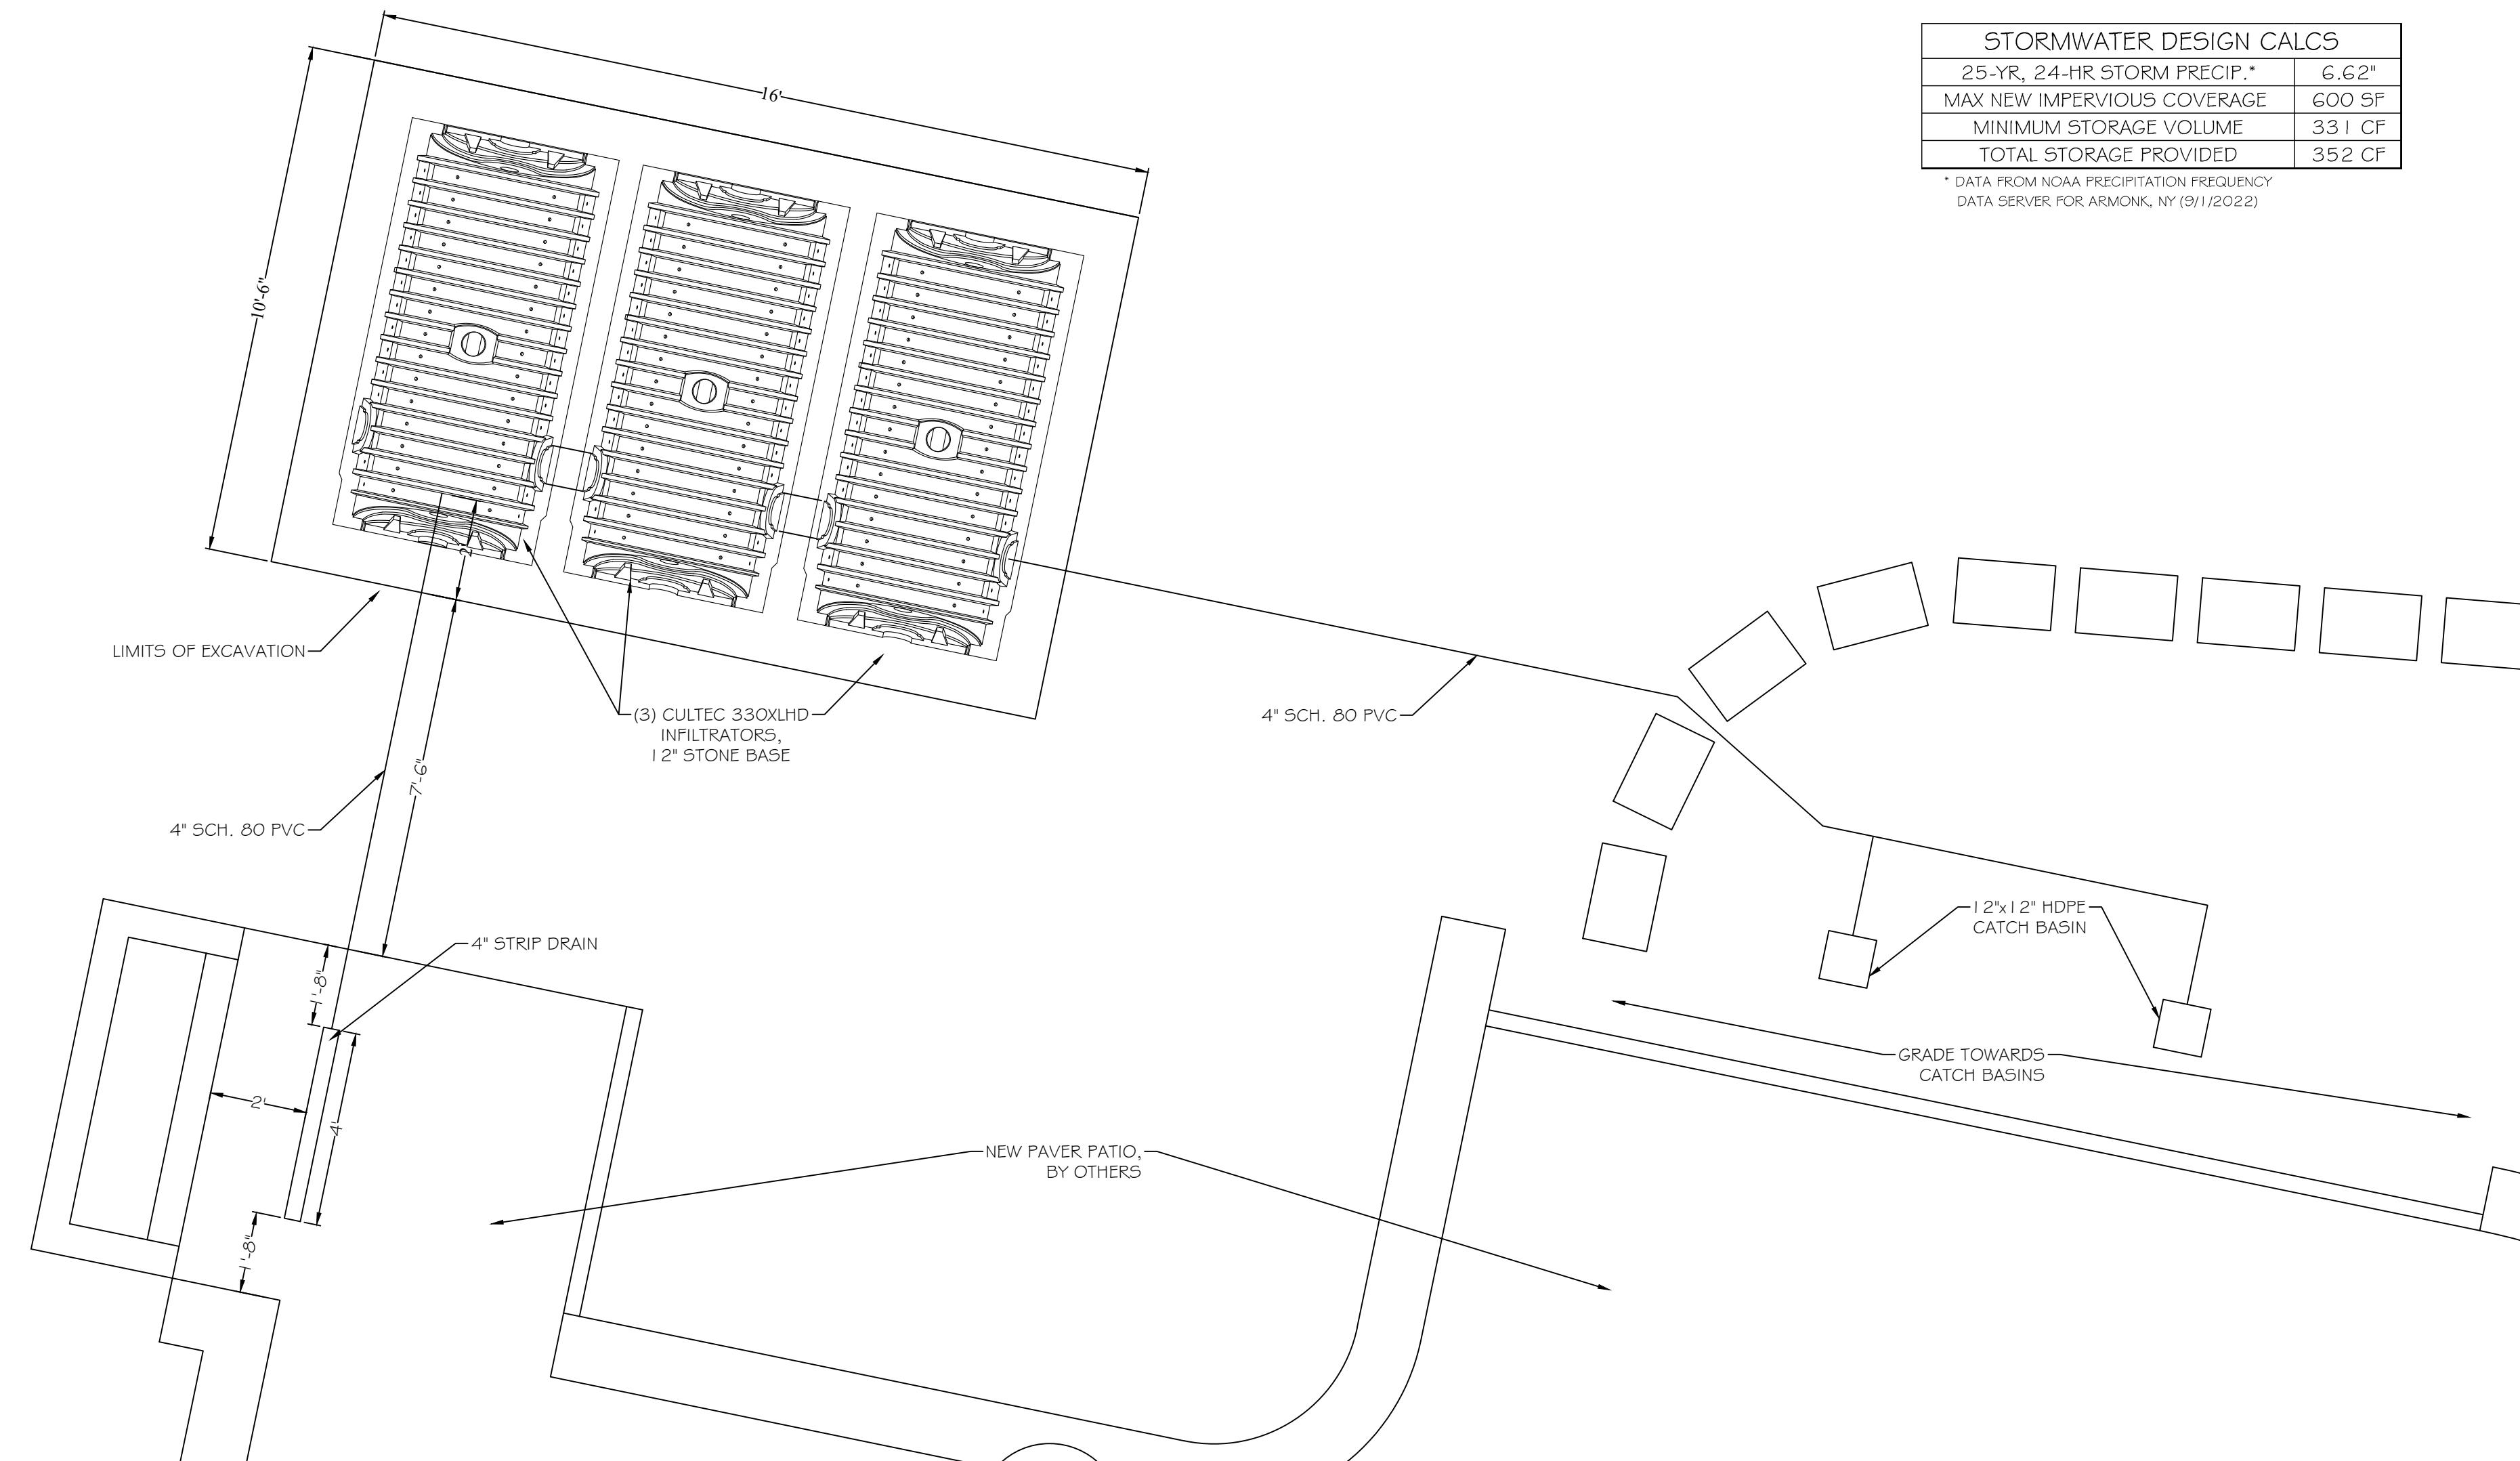 STORMWATER DESIGN CALCS
25-YR, 24-HR STORM PRECIP.* 6.62"
MAX NEW IMPERVIOUS COVERAGE 600 SF
MINIMUM STORAGE VOLUME 331 CF
TOTAL STORAGE PROVIDED 352 CF
* DATA FROM NOAA PRECIPITATION FREQUENCY
DATA SERVER FOR ARMONK, NY (9/1/2022)
16'
10'-6"
2'
LIMITS OF EXCAVATION
(3) CULTEC 330XLHD
INFILTRATORS,
12" STONE BASE
4" SCH. 80 PVC
7'-6"
4" SCH. 80 PVC
4" STRIP DRAIN
1'-8"
2'
4'
1'-8"
12"x12" HDPE
CATCH BASIN
GRADE TOWARDS
CATCH BASINS
NEW PAVER PATIO,
BY OTHERS